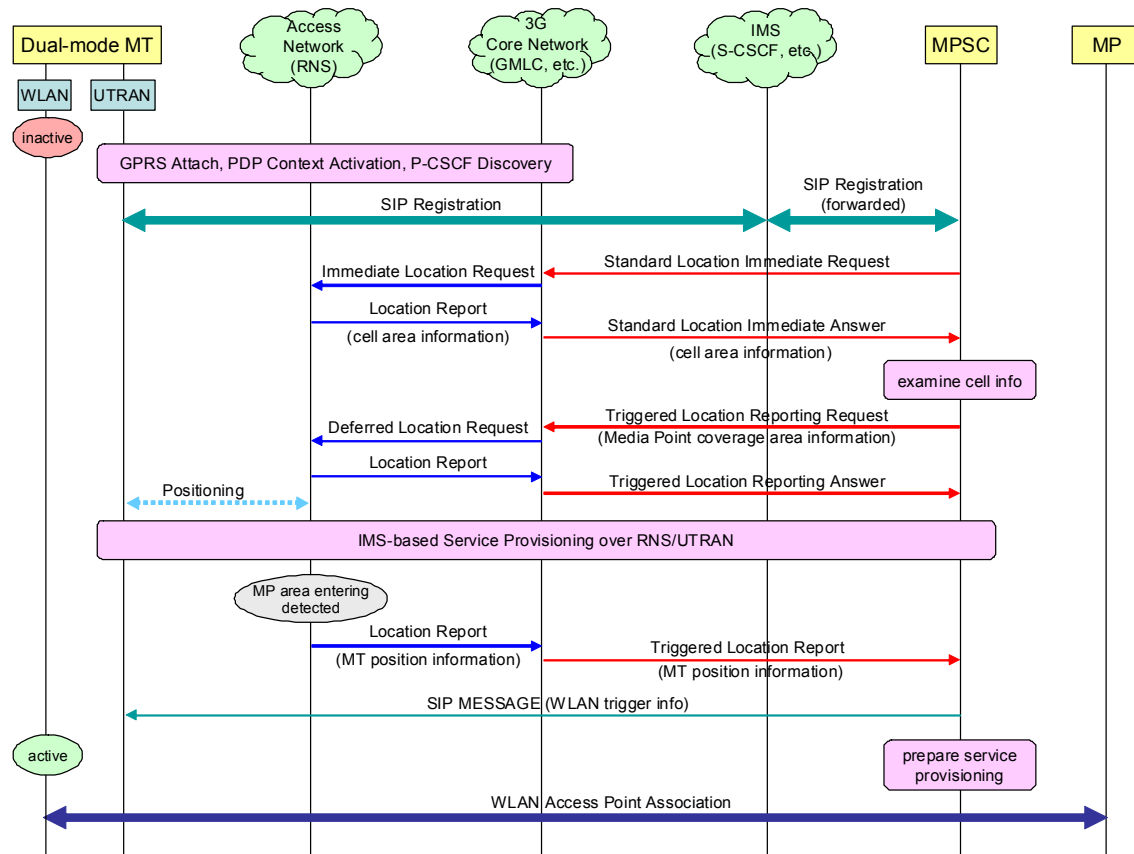 Dual-mode MT
Access
Network
(RNS)
3G
Core Network
(GMLC, etc.)
IMS
(S-CSCF, etc.)
MPSC
MP
WLAN
UTRAN
inactive
GPRS Attach, PDP Context Activation, P-CSCF Discovery
SIP Registration
SIP Registration
(forwarded)
Standard Location Immediate Request
Immediate Location Request
Location Report
(cell area information)
Standard Location Immediate Answer
(cell area information)
examine cell info
Triggered Location Reporting Request
(Media Point coverage area information)
Deferred Location Request
Location Report
Triggered Location Reporting Answer
Positioning
IMS-based Service Provisioning over RNS/UTRAN
MP area entering
detected
Location Report
(MT position information)
Triggered Location Report
(MT position information)
SIP MESSAGE (WLAN trigger info)
active
prepare service
provisioning
WLAN Access Point Association